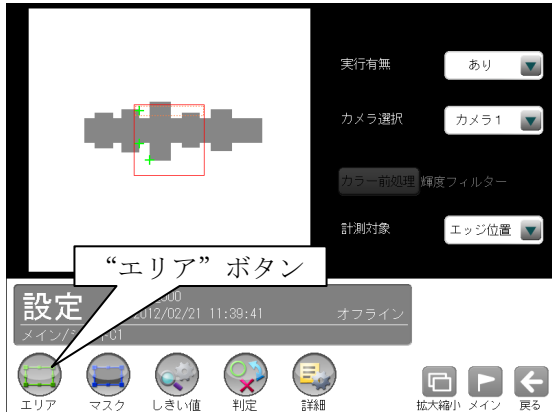 実行有無 あり
カメラ選択 カメラ1
カラー前処理 輝度フィルター
計測対象 エッジ位置
“エリア”ボタン
設定
2012/02/21 11:39:41 オフライン
メイン/
エリア マスク しきい値 判定 詳細 拡大縮小 メイン 戻る